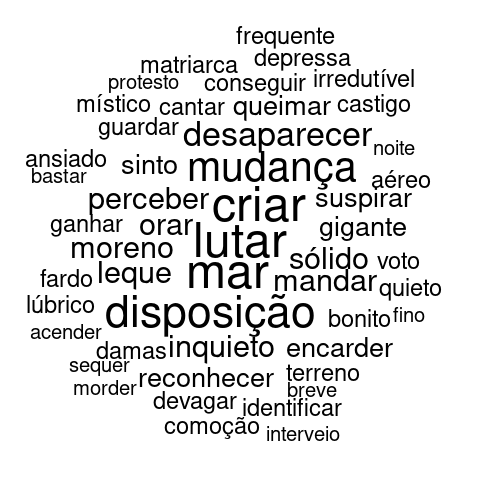 frequente
depressa
matriarca
protesto conseguir irredutível
místico cantar queimar castigo
guardar desaparecer
noite
ansiado sinto mudança
bastar aéreo
perceber criar suspirar
ganhar orar gigante
moreno lutar
sólido voto
fardo leque mar mandar quieto
lúbrico disposição bonito fino
acender
damas inquieto encarder
sequer
morder reconhecer terreno
breve
devagar identificar
comoção interveio